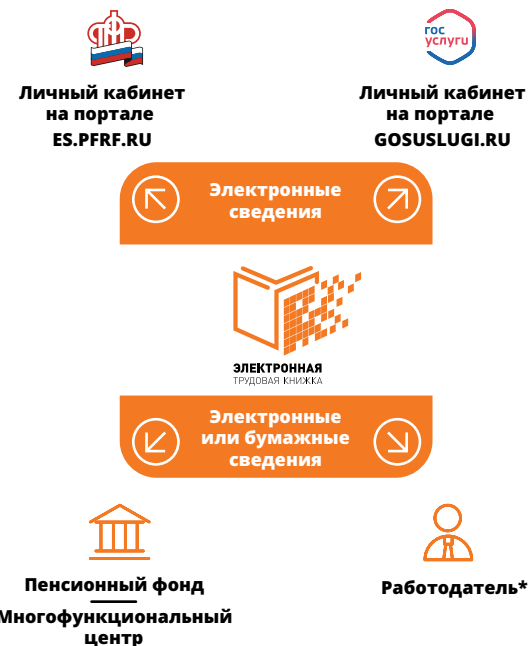 гос
услуги
Личный кабинет
на портале
ES.PFRF.RU
Личный кабинет
на портале
GOSUSLUGI.RU
Электронные
сведения
ЭЛЕКТРОННАЯ
ТРУДОВАЯ КНИЖКА
Электронные
или бумажные
сведения
Пенсионный фонд
Многофункциональный
центр
Работодатель*